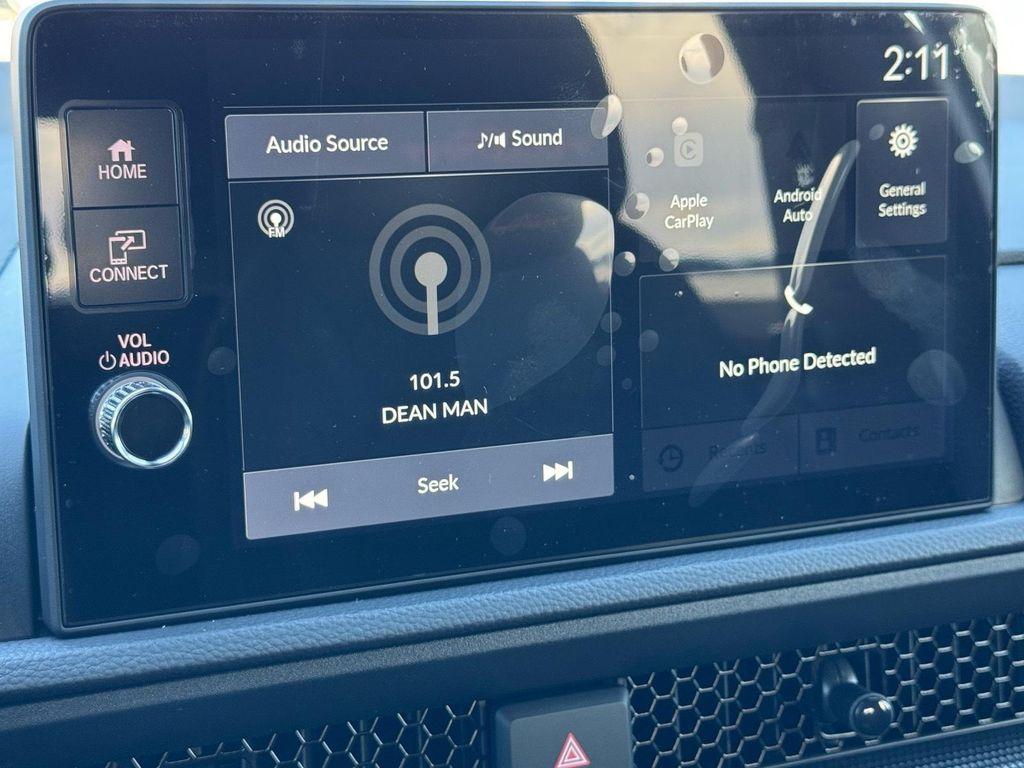 2:11
HOME
CONNECT
VOL
AUDIO
Audio Source
Sound
FM
101.5
DEAN MAN
Seek
Apple
CarPlay
Android
Auto
General
Settings
No Phone Detected
Recents
Contacts